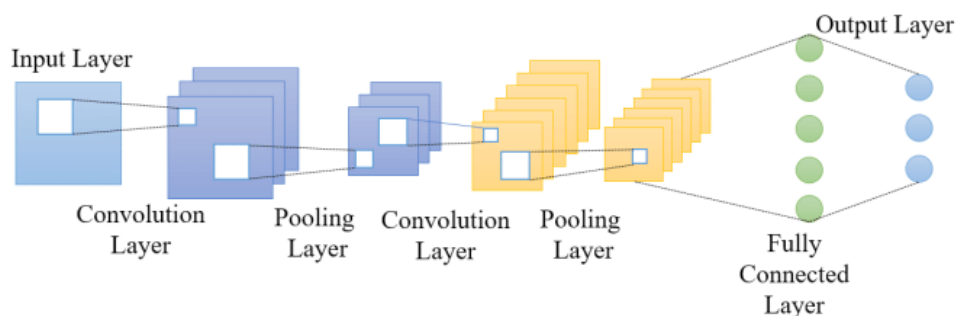 Input Layer
Output Layer
Convolution
Layer
Pooling
Layer
Convolution
Layer
Pooling
Layer
Fully
Connected
Layer